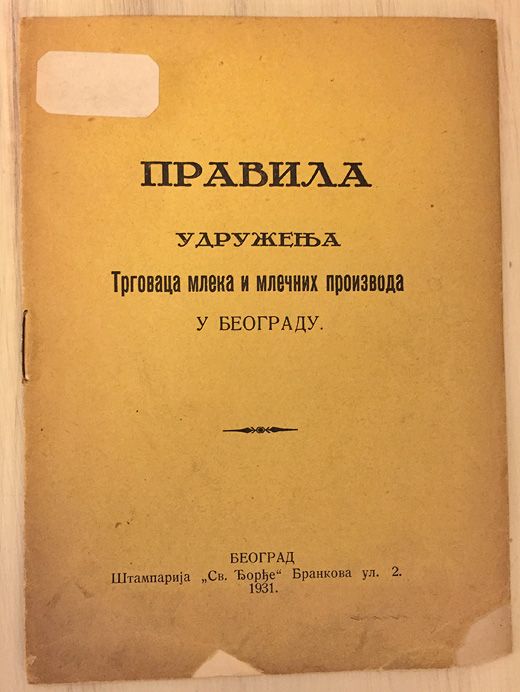 ПРАВИЛА
УДРУЖЕЊА
Трговаца млека и млечних производа
У БЕОГРАДУ.
БЕОГРАД
Штампарија „Св. Ђорђе“ Бранкова ул. 2.
1931.